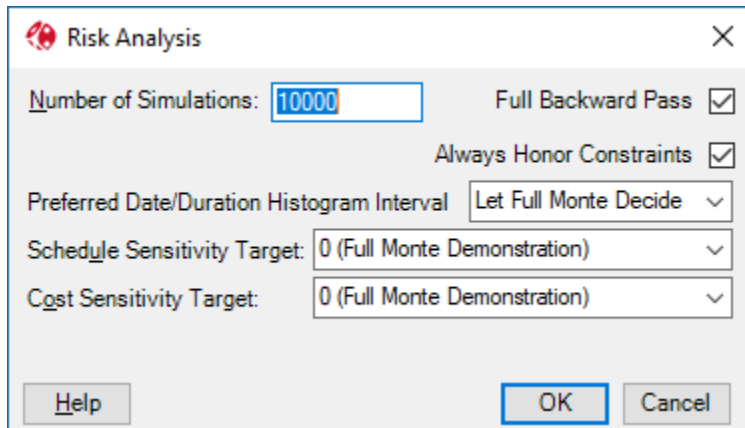 Risk Analysis
Number of Simulations: 10000 Full Backward Pass
Always Honor Constraints
Preferred Date/Duration Histogram Interval Let Full Monte Decide
Schedule Sensitivity Target: 0 (Full Monte Demonstration)
Cost Sensitivity Target: 0 (Full Monte Demonstration)
Help OK Cancel